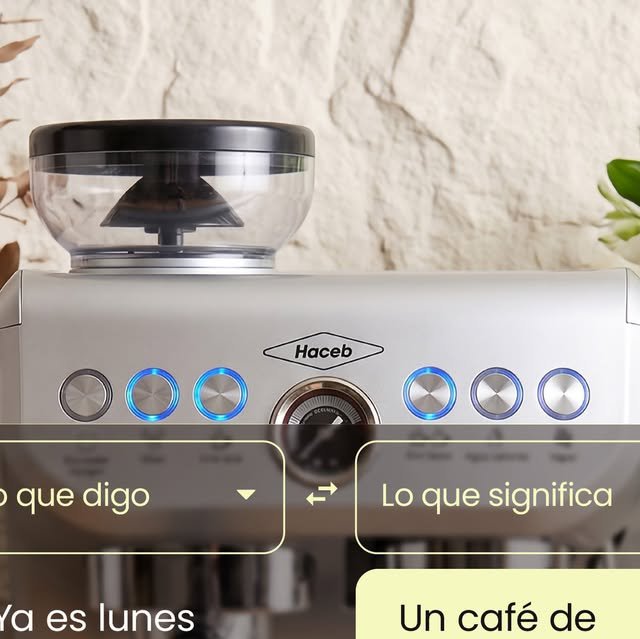 Haceb
o que digo
Lo que significa
Ya es lunes
Un café de